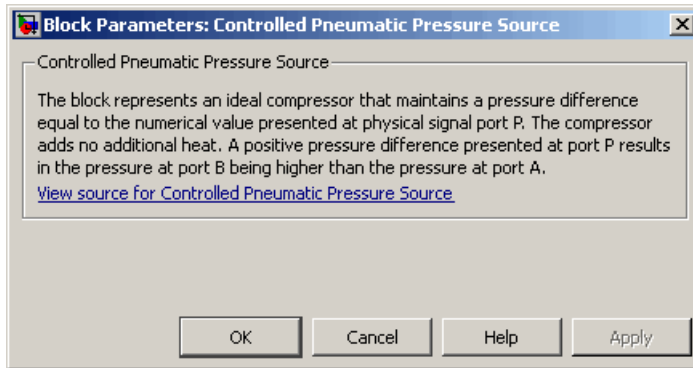 Block Parameters: Controlled Pneumatic Pressure Source
Controlled Pneumatic Pressure Source
The block represents an ideal compressor that maintains a pressure difference
equal to the numerical value presented at physical signal port P. The compressor
adds no additional heat. A positive pressure difference presented at port P results
in the pressure at port B being higher than the pressure at port A.
View source for Controlled Pneumatic Pressure Source
OK Cancel Help Apply